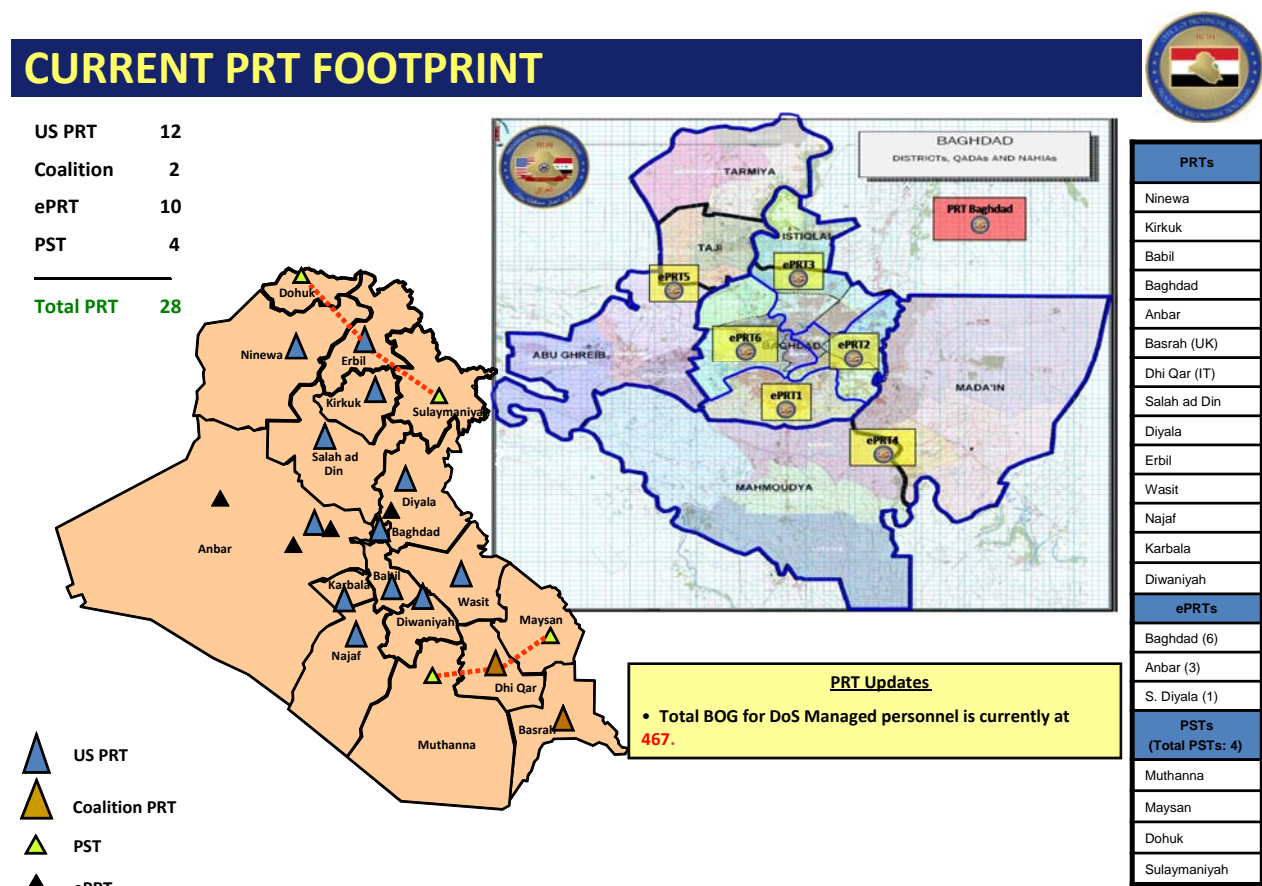 CURRENT PRT FOOTPRINT
US PRT 12
Coalition 2
ePRT 10
PST 4
Total PRT 28
BAGHDAD
DISTRICTS, QADAs AND NAHIAs
PRT Baghdad
TARMIYA
TAJI
ISTIQLAL
ePRT5
ePRT3
ABU GHREIB
ePRT6
BAGHDAD
ePRT2
MADA'IN
ePRT1
ePRT4
MAHMOUDYA
Dohuk
Ninewa
Erbil
Kirkuk
Sulaymaniyah
Salah ad
Din
Diyala
Anbar
Baghdad
Karbala
Babil
Wasit
Diwaniyah
Maysan
Najaf
Dhi Qar
Muthanna
Basrah
PRT Updates
• Total BOG for DoS Managed personnel is currently at
467.
US PRT
Coalition PRT
PST
ePRT
PRTs
Ninewa
Kirkuk
Babil
Baghdad
Anbar
Basrah (UK)
Dhi Qar (IT)
Salah ad Din
Diyala
Erbil
Wasit
Najaf
Karbala
Diwaniyah
ePRTs
Baghdad (6)
Anbar (3)
S. Diyala (1)
PSTs
(Total PSTs: 4)
Muthanna
Maysan
Dohuk
Sulaymaniyah